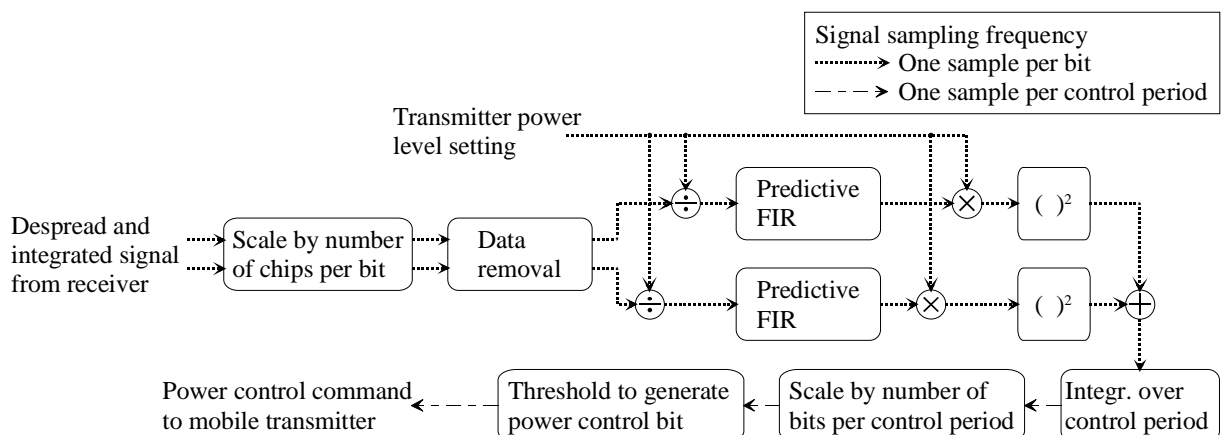 Signal sampling frequency
One sample per bit
One sample per control period
Transmitter power
level setting
Despread and
integrated signal
from receiver
Scale by number
of chips per bit
Data
removal
÷
Predictive
FIR
×
( )²
÷
Predictive
FIR
×
( )²
+
Power control command
to mobile transmitter
Threshold to generate
power control bit
Scale by number of
bits per control period
Integr. over
control period